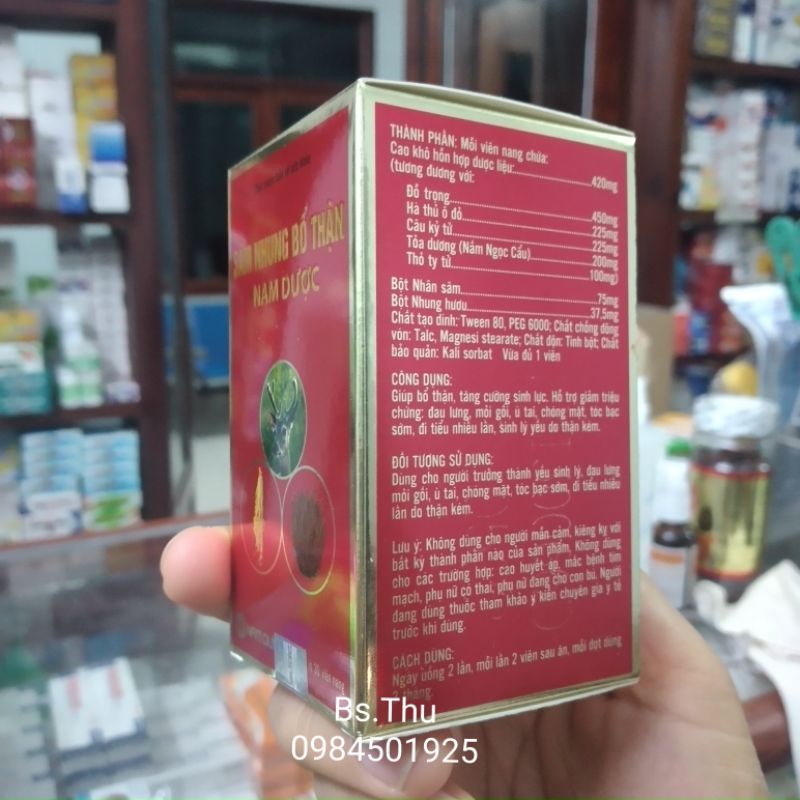 NHUNG BỔ THẬN
NAM DƯỢC
30 viên nang
THÀNH PHẦN: Mỗi viên nang chứa:
Cao khô hỗn hợp dược liệu:.....420mg
(tương đương với:
Đỗ trọng.....450mg
Hà thủ ô đỏ.....225mg
Câu kỷ tử.....225mg
Tỏa dương (Nấm Ngọc Cẩu).....200mg
Thỏ ty tử.....100mg)
Bột Nhân sâm.....75mg
Bột Nhung hươu.....37.5mg
Chất tạo dính: Tween 80, PEG 6000; Chất chống đông
vón: Talc, Magnesi stearate; Chất độn: Tinh bột; Chất
bảo quản: Kali sorbat Vừa đủ 1 viên
CÔNG DỤNG:
Giúp bổ thận, tăng cường sinh lực. Hỗ trợ giảm triệu
chứng: đau lưng, mỏi gối, ù tai, chóng mặt, tóc bạc
sớm, đi tiểu nhiều lần, sinh lý yếu do thận kém.
ĐỐI TƯỢNG SỬ DỤNG:
Dùng cho người trưởng thành yếu sinh lý, đau lưng
mỏi gối, ù tai, chóng mặt, tóc bạc sớm, đi tiểu nhiều
lần do thận kém.
Lưu ý: Không dùng cho người mẫn cảm, kiêng kỵ với
bất kỳ thành phần nào của sản phẩm. Không dùng
cho các trường hợp: cao huyết áp, mắc bệnh tim
mạch, phụ nữ có thai, phụ nữ đang cho con bú. Người
đang dùng thuốc tham khảo ý kiến chuyên gia y tế
trước khi dùng.
CÁCH DÙNG:
Ngày uống 2 lần, mỗi lần 2 viên sau ăn, mỗi đợt dùng
tháng.
Bs.Thu
0984501925